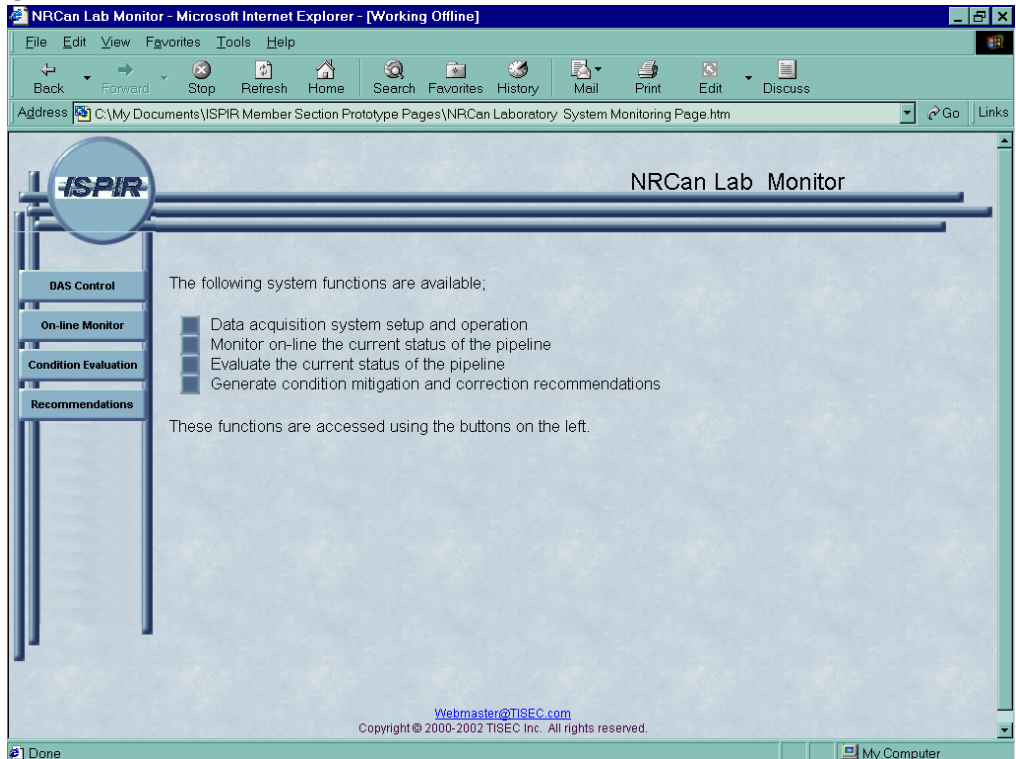 NRCan Lab Monitor - Microsoft Internet Explorer - [Working Offline]
File Edit View Favorites Tools Help
Back Forward Stop Refresh Home Search Favorites History Mail Print Edit Discuss
Address C:\My Documents\ISPIR Member Section Prototype Pages\NRCan Laboratory System Monitoring Page.htm Go Links
ISPIR
NRCan Lab Monitor
DAS Control
On-line Monitor
Condition Evaluation
Recommendations
The following system functions are available;
Data acquisition system setup and operation
Monitor on-line the current status of the pipeline
Evaluate the current status of the pipeline
Generate condition mitigation and correction recommendations
These functions are accessed using the buttons on the left.
Webmaster@TISEC.com
Copyright © 2000-2002 TISEC Inc. All rights reserved.
Done My Computer